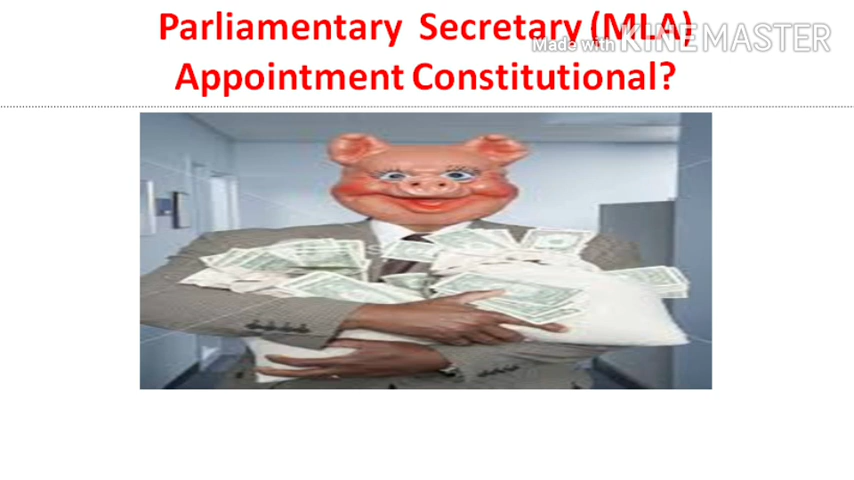 Parliamentary Secretary (MLA)
Made with KINEMASTER
Appointment Constitutional?